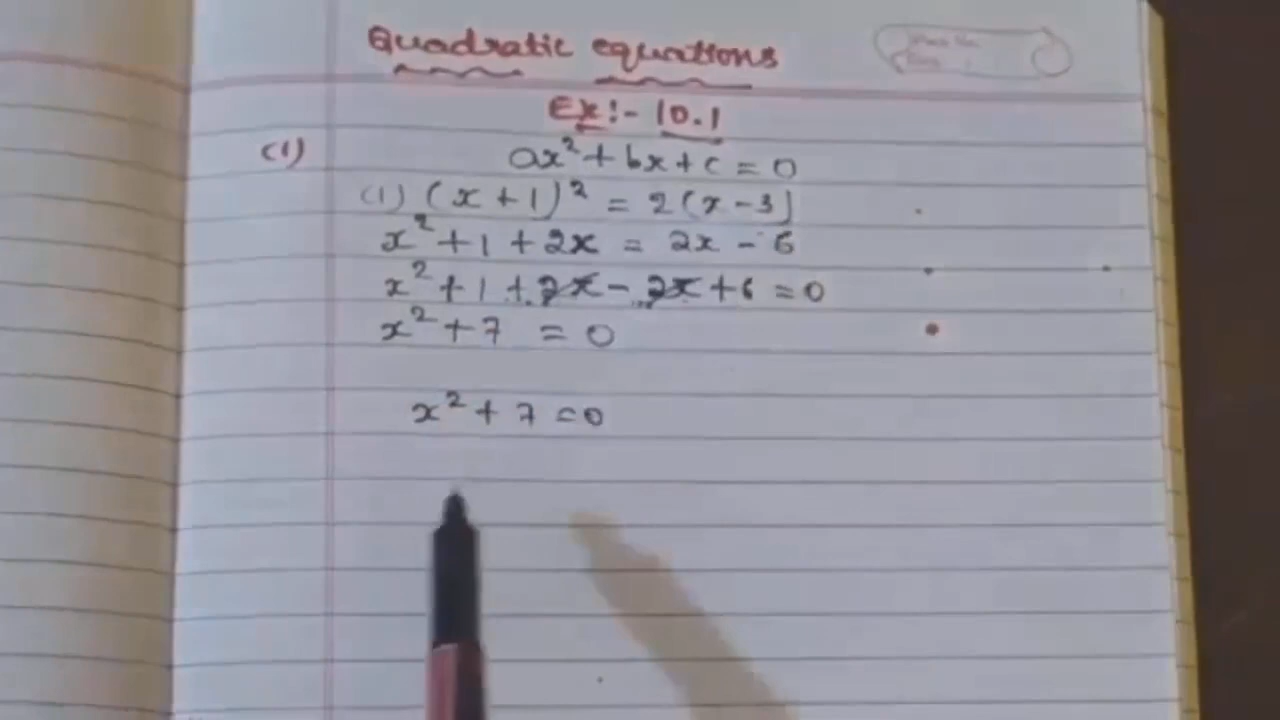 Quadratic equations
Ex:- 10.1
(1) ax² + bx + c = 0
(1) (x + 1)² = 2(x - 3)
x² + 1 + 2x = 2x - 6
x² + 1 + 2x - 2x + 6 = 0
x² + 7 = 0
x² + 7 = 0